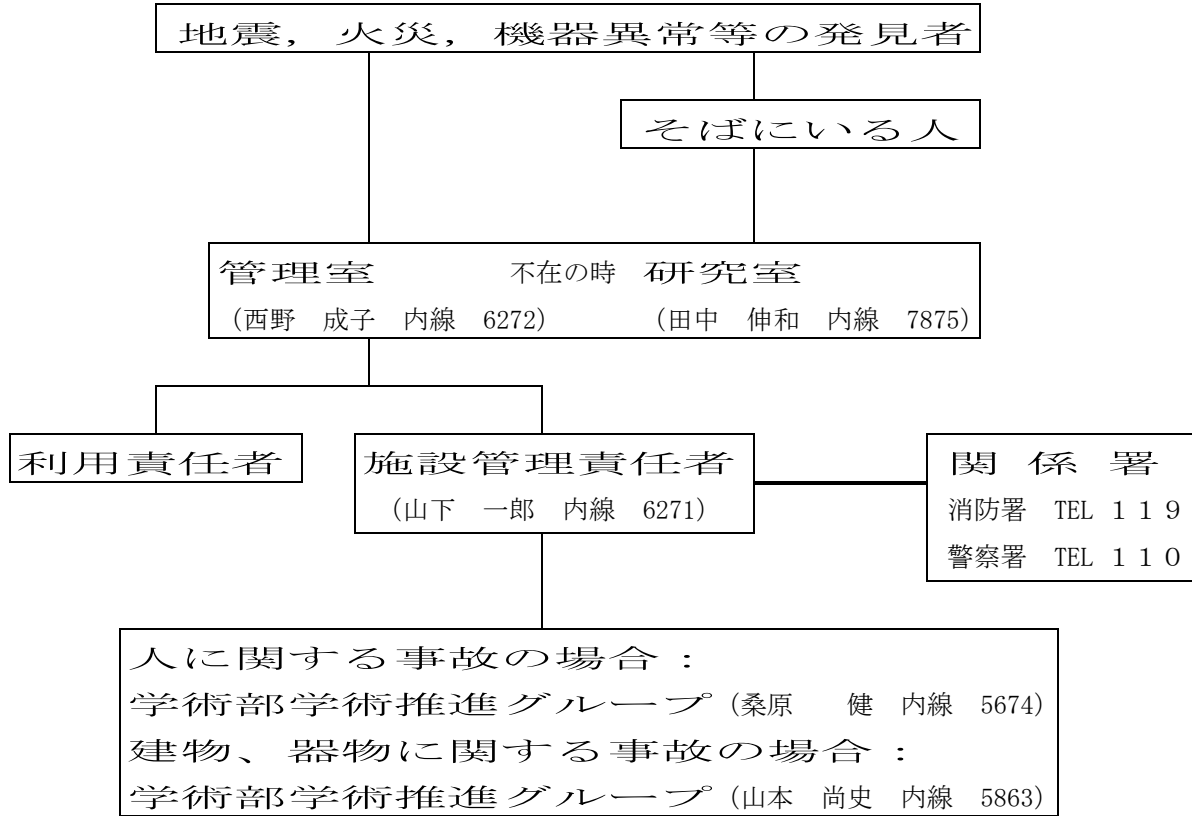 地震，火災，機器異常等の発見者
そばにいる人
管理室　不在の時　研究室
（西野　成子　内線　6272）　（田中　伸和　内線　7875）
利用責任者
施設管理責任者
（山下　一郎　内線　6271）
関係署
消防署　TEL １１９
警察署　TEL １１０
人に関する事故の場合：
学術部学術推進グループ（桑原　健　内線　5674）
建物、器物に関する事故の場合：
学術部学術推進グループ（山本　尚史　内線　5863）